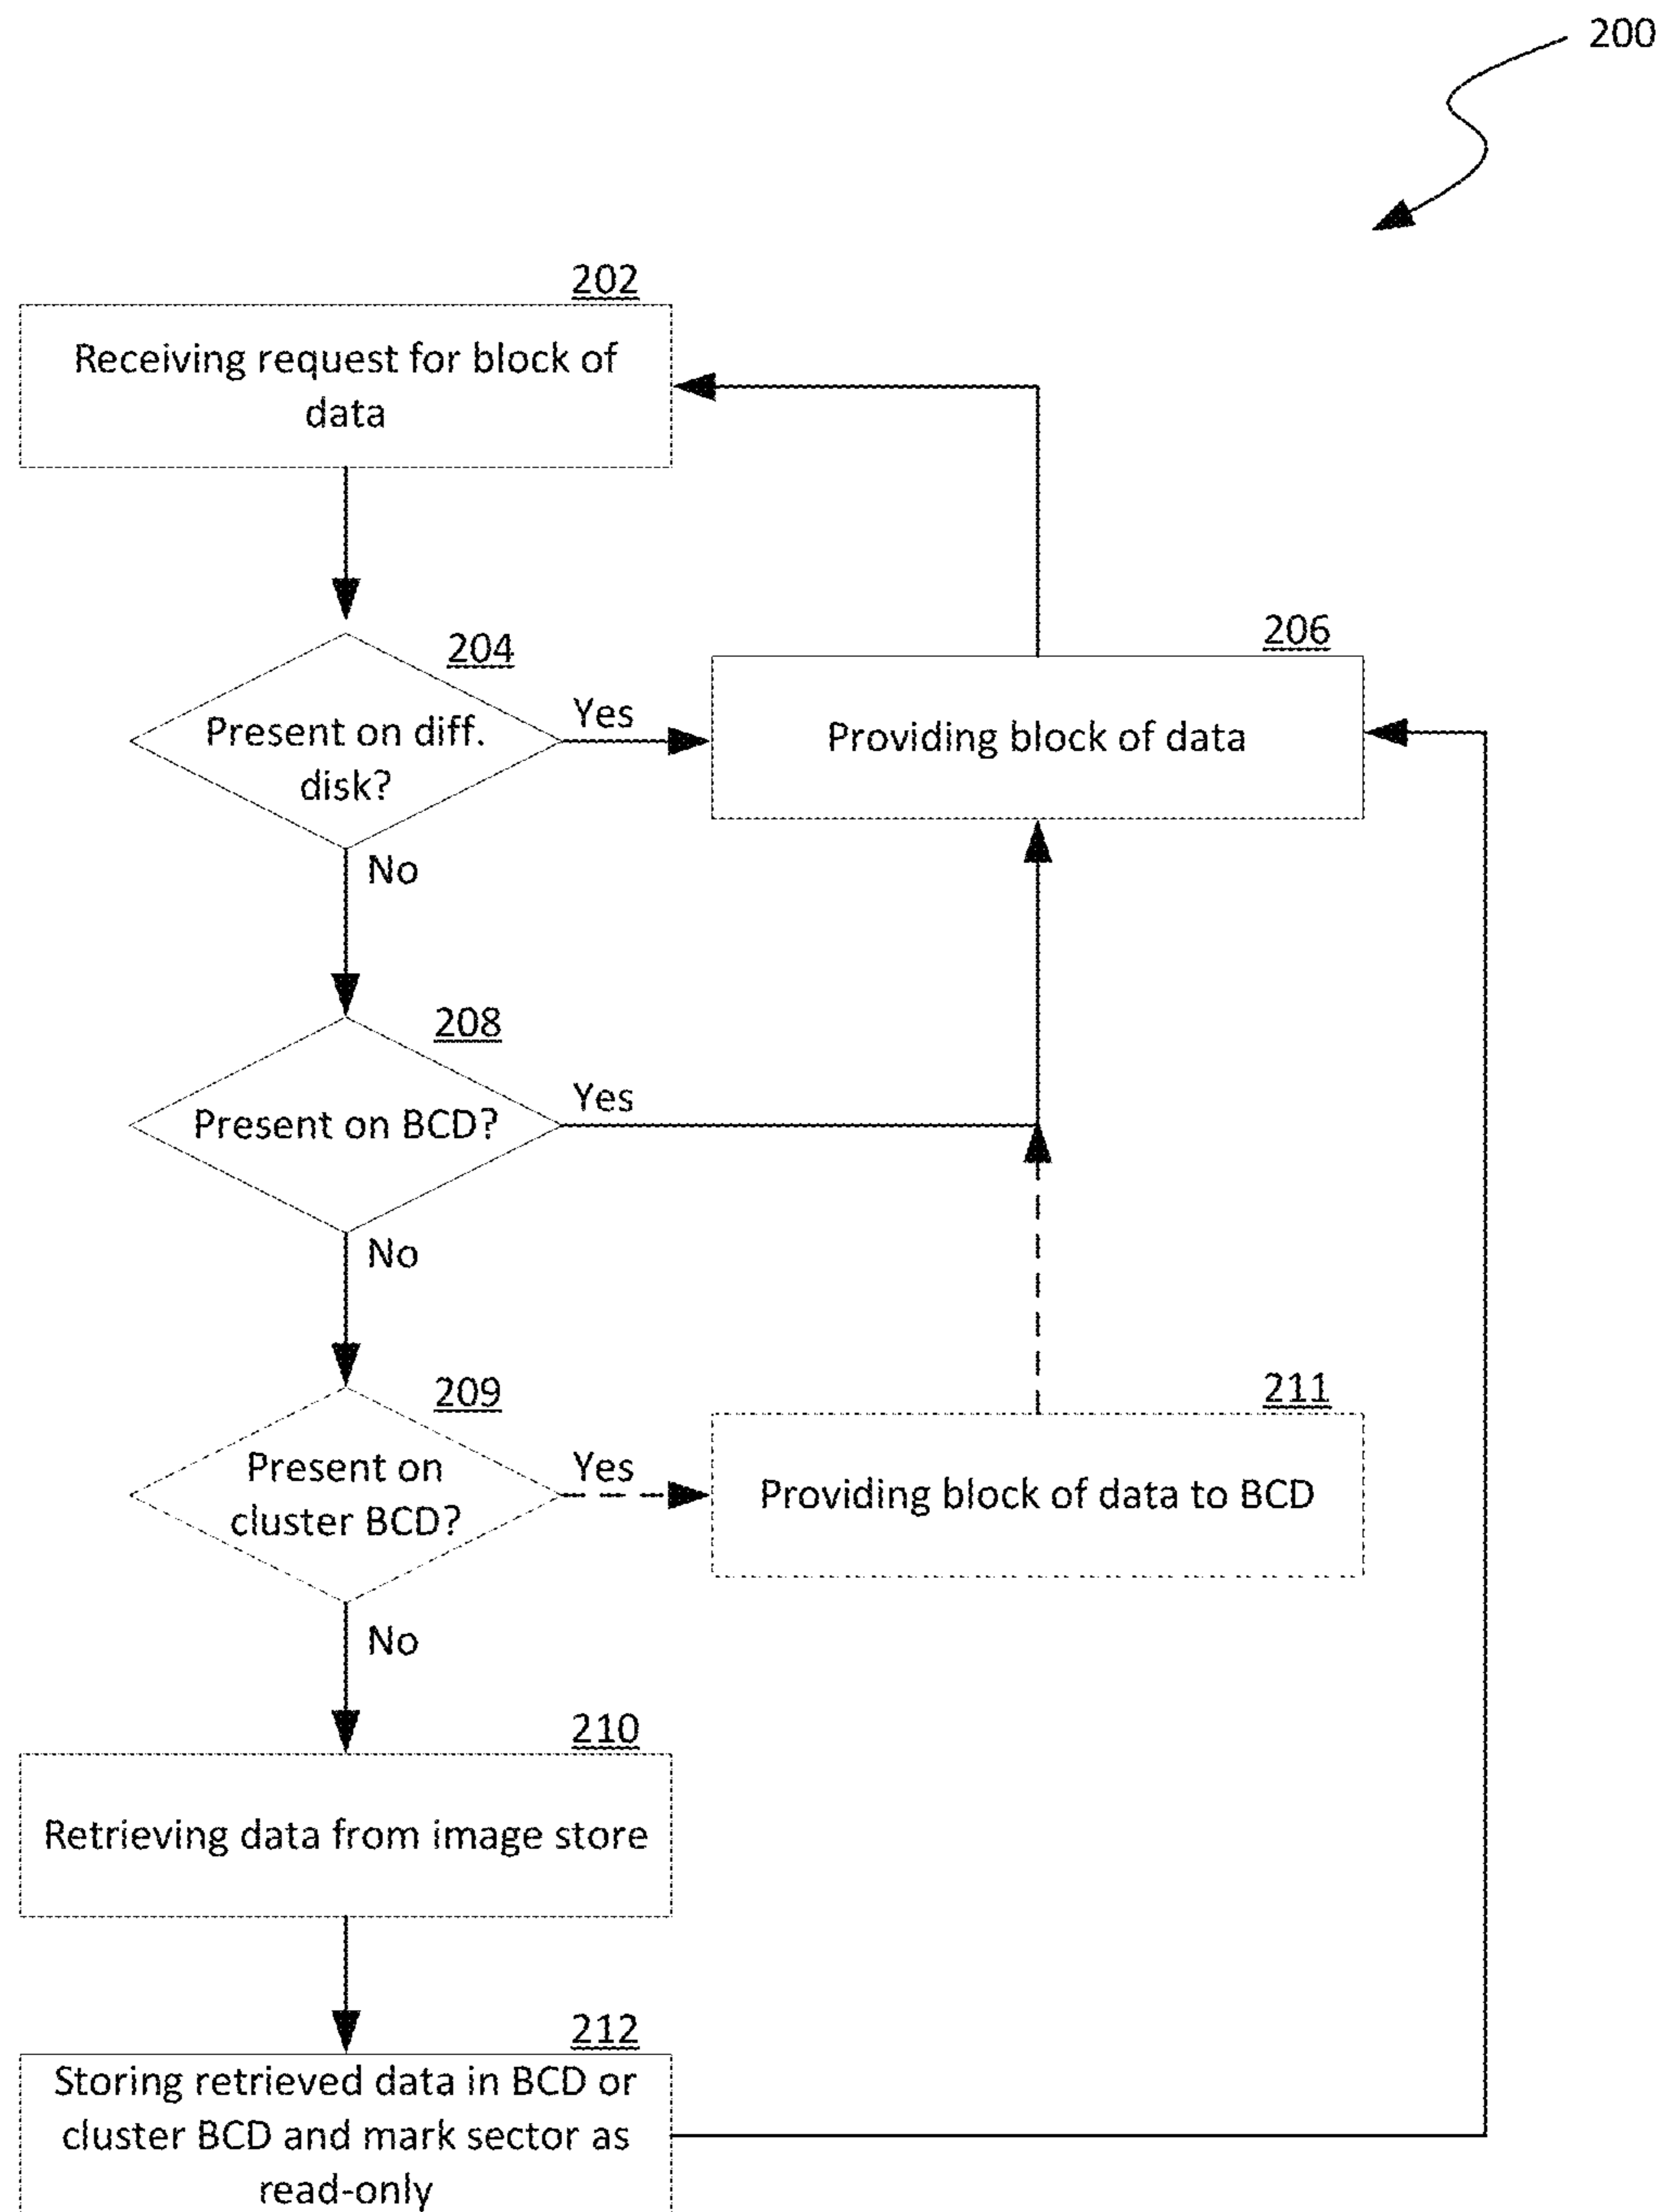 200
202
Receiving request for block of
data
204
Present on diff.
disk?
Yes
No
206
Providing block of data
208
Present on BCD?
Yes
No
209
Present on
cluster BCD?
Yes
No
211
Providing block of data to BCD
210
Retrieving data from image store
212
Storing retrieved data in BCD or
cluster BCD and mark sector as
read-only